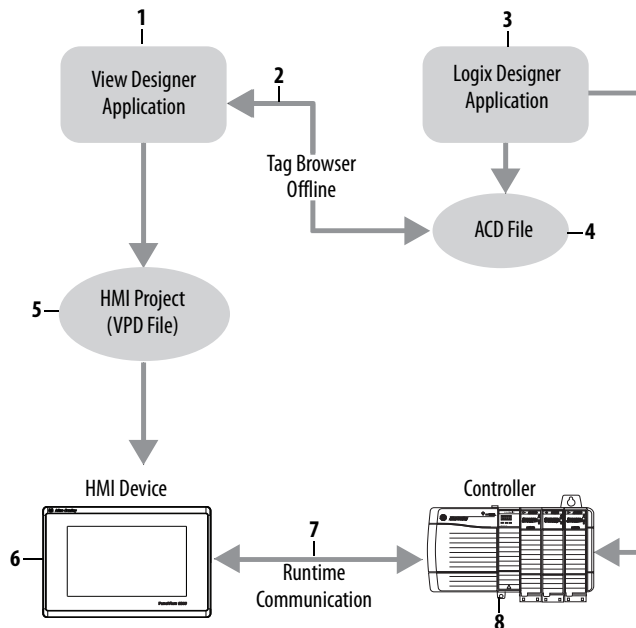 1
View Designer
Application
2
3
Logix Designer
Application
Tag Browser
Offline
ACD File
4
5
HMI Project
(VPD File)
HMI Device
Controller
6
7
Runtime
Communication
8